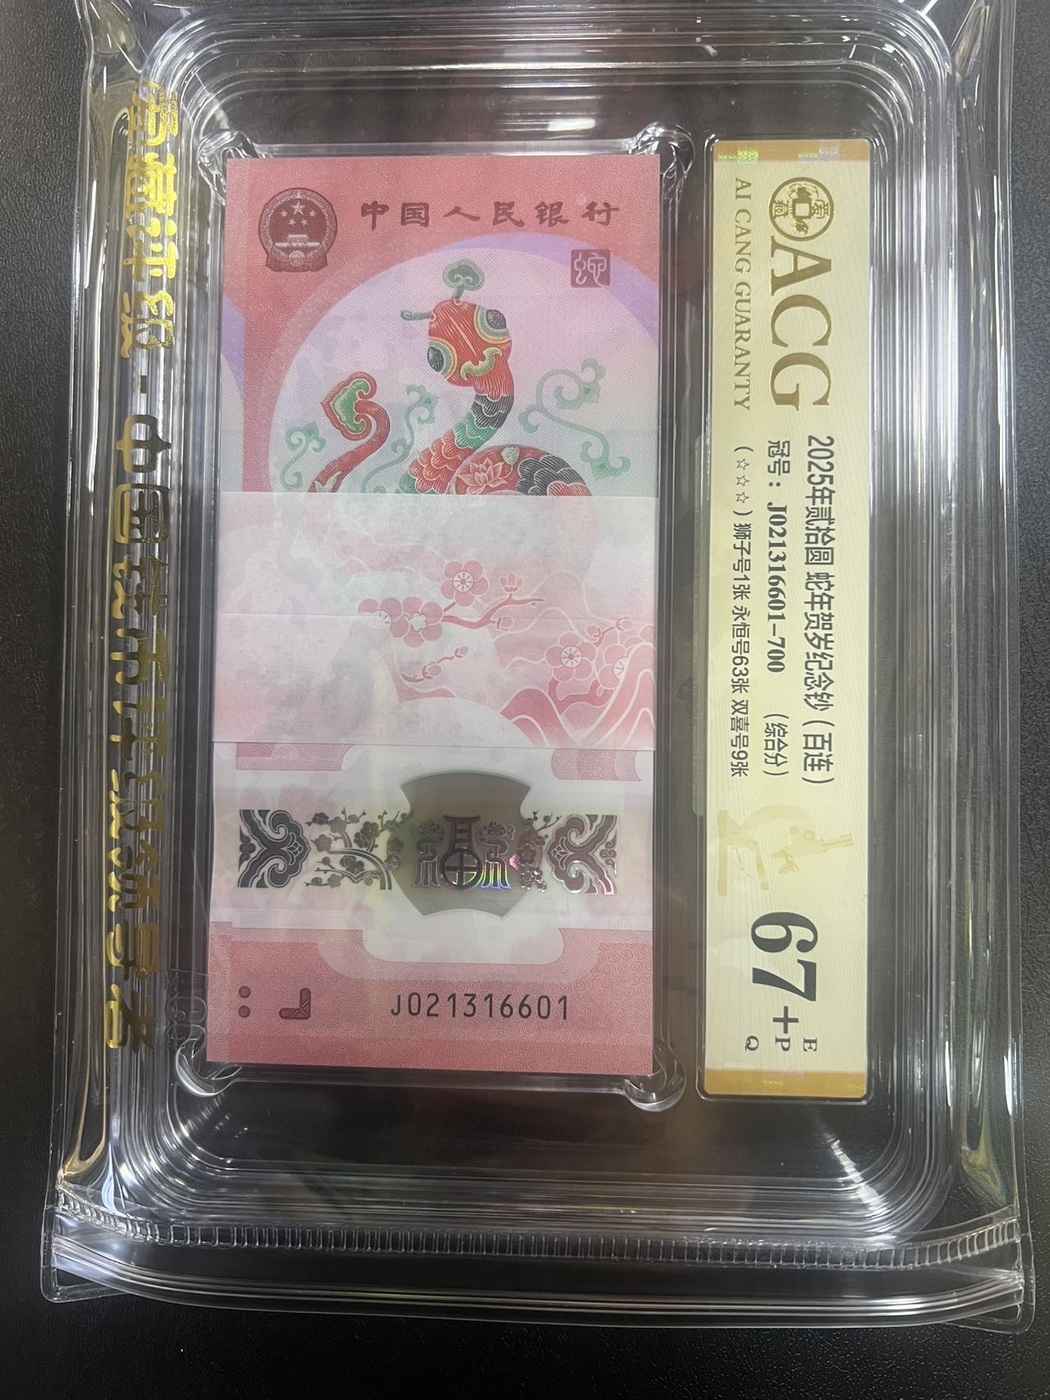 中国人民银行
蛇
J021316601
ACG
AI CANG GUARANTY
2025年贰拾圆 蛇年贺岁纪念钞（百连）
冠号：J021316601-700 （综合分）
（☆☆☆）狮子号1张 永恒号63张 双喜号9张
67+
E
P
Q
爱藏评级-中国钱币评级领导者